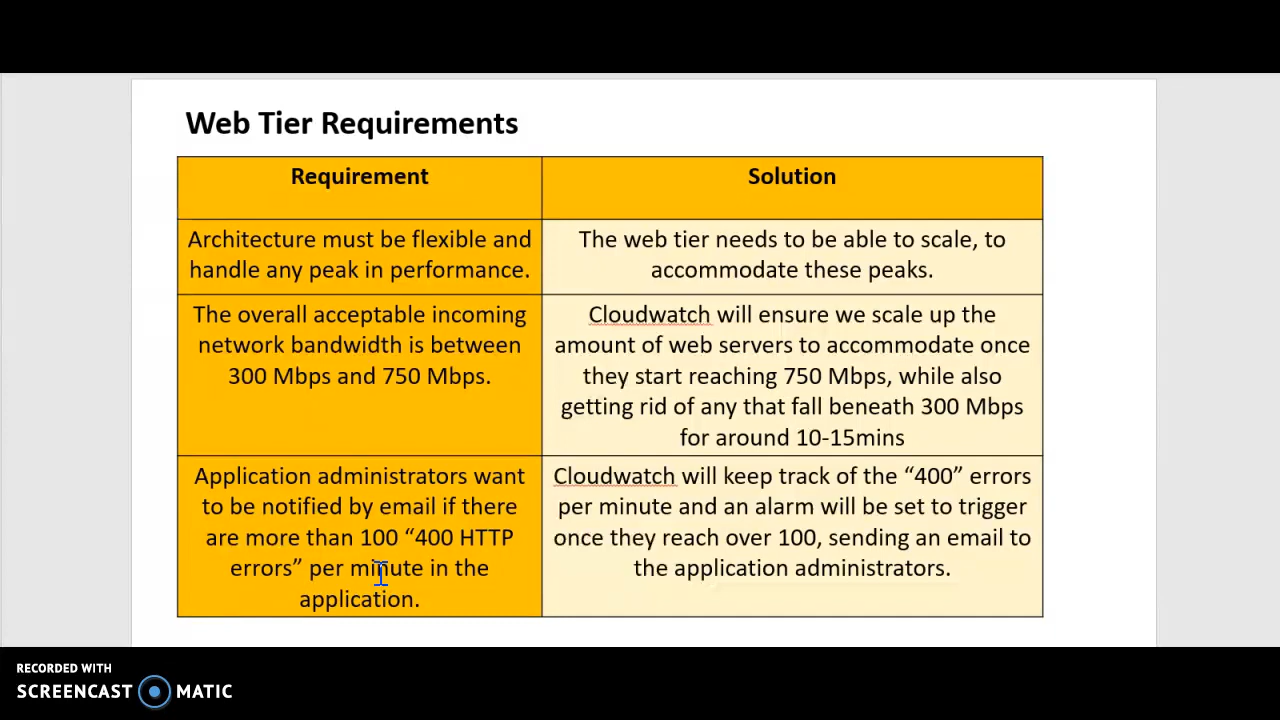 Web Tier Requirements
Requirement
Solution
Architecture must be flexible and
handle any peak in performance.
The web tier needs to be able to scale, to
accommodate these peaks.
The overall acceptable incoming
network bandwidth is between
300 Mbps and 750 Mbps.
Cloudwatch will ensure we scale up the
amount of web servers to accommodate once
they start reaching 750 Mbps, while also
getting rid of any that fall beneath 300 Mbps
for around 10-15mins
Application administrators want
to be notified by email if there
are more than 100 “400 HTTP
errors” per minute in the
application.
Cloudwatch will keep track of the “400” errors
per minute and an alarm will be set to trigger
once they reach over 100, sending an email to
the application administrators.
RECORDED WITH
SCREENCAST MATIC